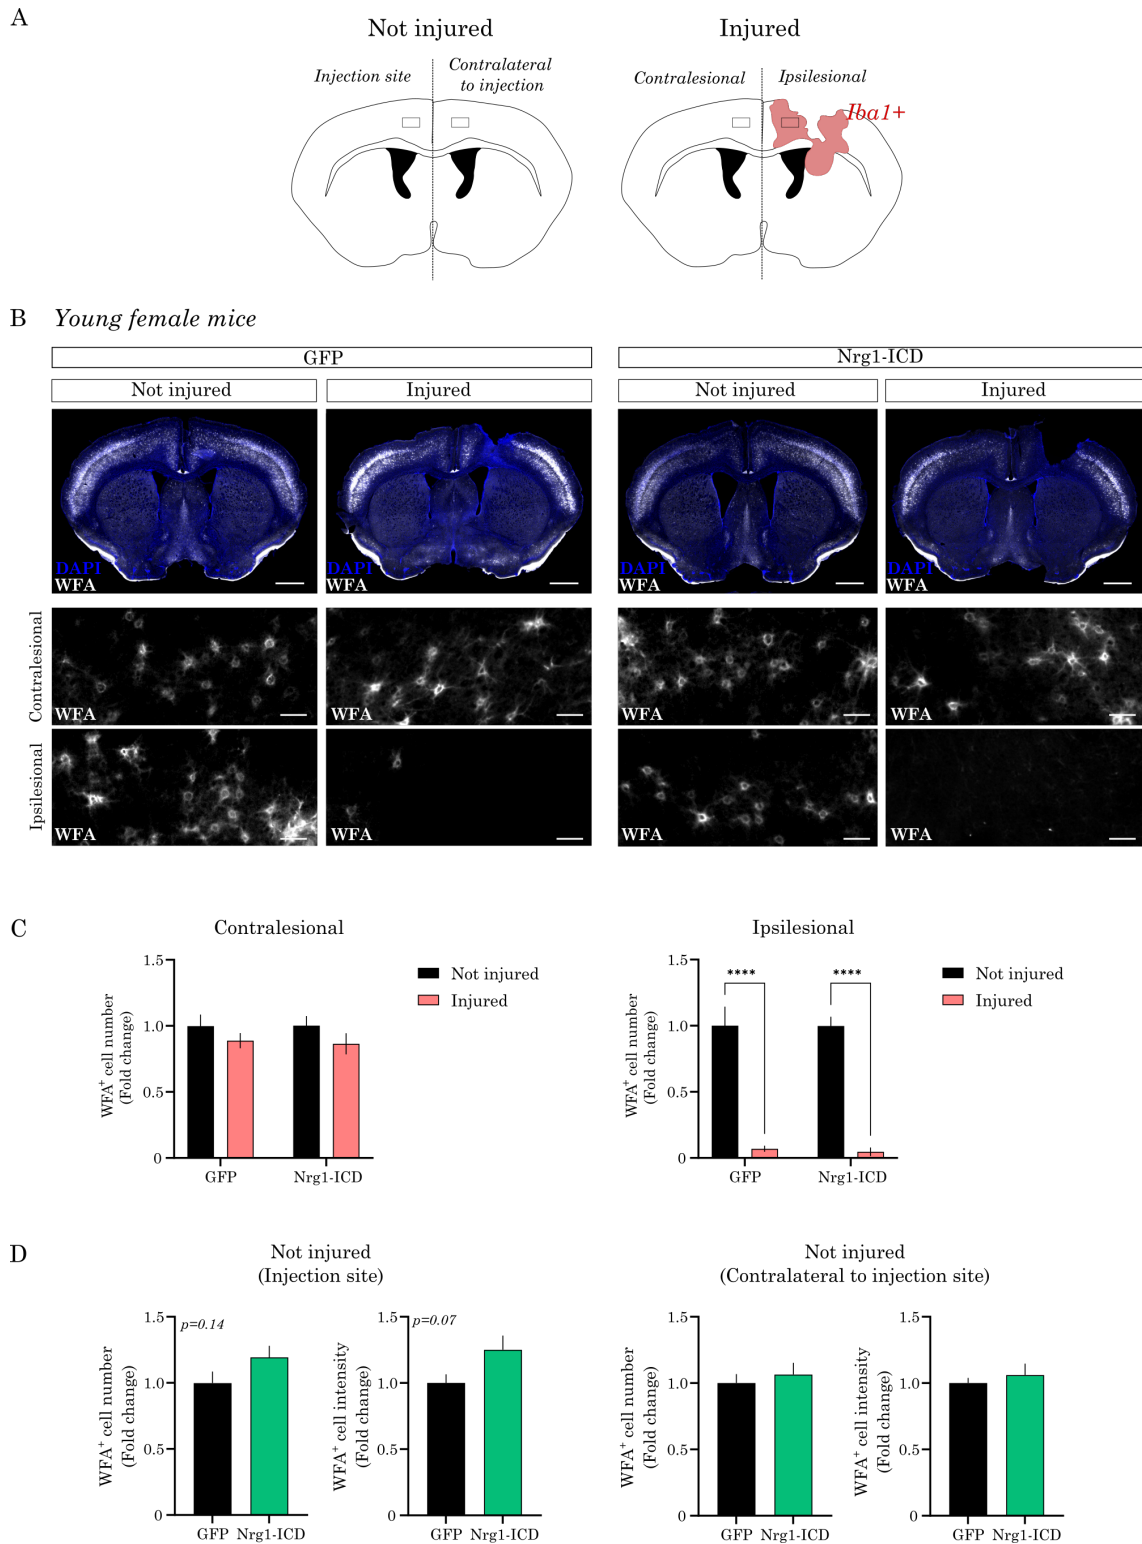 A
Not injured
Injured
Injection site
Contralateral
to injection
Contralesional
Ipsilesional
Iba1+
B
Young female mice
GFP
Nrg1-ICD
Not injured
Injured
Not injured
Injured
DAPI
WFA
DAPI
WFA
DAPI
WFA
DAPI
WFA
Contralesional
WFA
WFA
WFA
WFA
Ipsilesional
WFA
WFA
WFA
WFA
C
Contralesional
WFA⁺ cell number
(Fold change)
1.5
1.0
0.5
0
GFP
Nrg1-ICD
Not injured
Injured
Ipsilesional
WFA⁺ cell number
(Fold change)
1.5
1.0
0.5
0
****
****
GFP
Nrg1-ICD
Not injured
Injured
D
Not injured
(Injection site)
WFA⁺ cell number
(Fold change)
1.5
1.0
0.5
0
p=0.14
GFP Nrg1-ICD
WFA⁺ cell intensity
(Fold change)
1.5
1.0
0.5
0
p=0.07
GFP Nrg1-ICD
Not injured
(Contralateral to injection site)
WFA⁺ cell number
(Fold change)
1.5
1.0
0.5
0
GFP Nrg1-ICD
WFA⁺ cell intensity
(Fold change)
1.5
1.0
0.5
0
GFP Nrg1-ICD